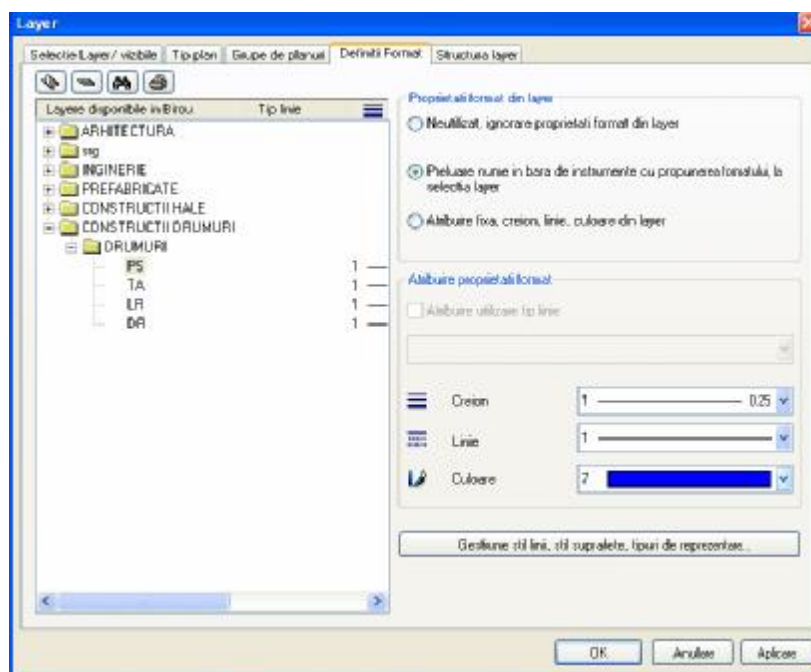 Layer
Selectie Layer / vizibile Tip plan Grupe de planuri Definitii Format Structura layer
Layere disponibile in Birou Tip linie
ARHITECTURA
INGINERIE
PREFABRICATE
CONSTRUCTII HALE
CONSTRUCTII DRUMURI
DRUMURI
PS 1
TA 1
LA 1
DA 1
Proprietati format din layer
Neutilizat, ignorare proprietati format din layer
Preluare nume in bara de instrumente cu propunerea formatului, la
selectia layer
Atribuire fixa, creion, linie, culoare din layer
Atribuire proprietati format
Atribuire utilizare tip linie
Creion 1 0.25
Linie 1
Culoare 7
Gestiune stil linii, stil suprafete, tipuri de reprezentare...
OK Anulare Aplicare